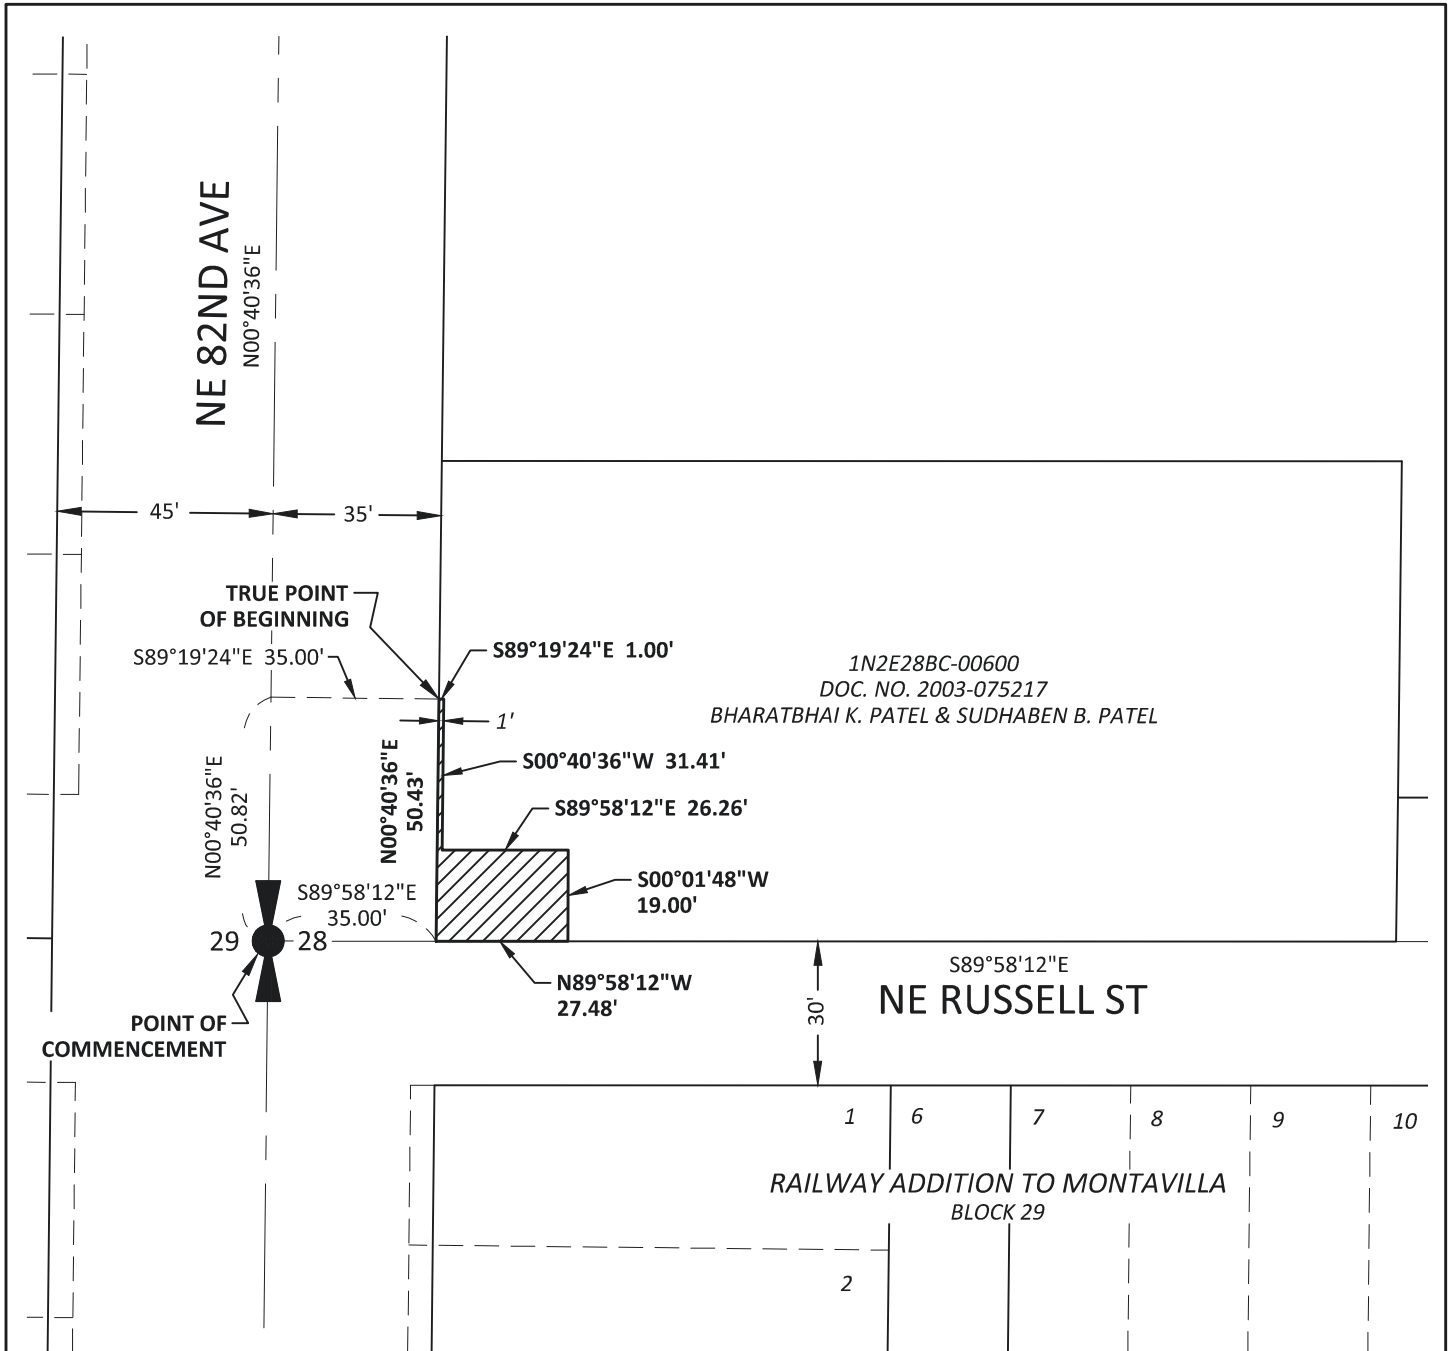 NE 82ND AVE
N00°40'36"E
45'
35'
TRUE POINT
OF BEGINNING
S89°19'24"E 35.00'
S89°19'24"E 1.00'
1'
1N2E28BC-00600
DOC. NO. 2003-075217
BHARATBHAI K. PATEL & SUDHABEN B. PATEL
S00°40'36"W 31.41'
S89°58'12"E 26.26'
N00°40'36"E
50.43'
N00°40'36"E
50.82'
S00°01'48"W
19.00'
S89°58'12"E
35.00'
29
28
N89°58'12"W
27.48'
POINT OF
COMMENCEMENT
30'
S89°58'12"E
NE RUSSELL ST
1
6
7
8
9
10
RAILWAY ADDITION TO MONTAVILLA
BLOCK 29
2